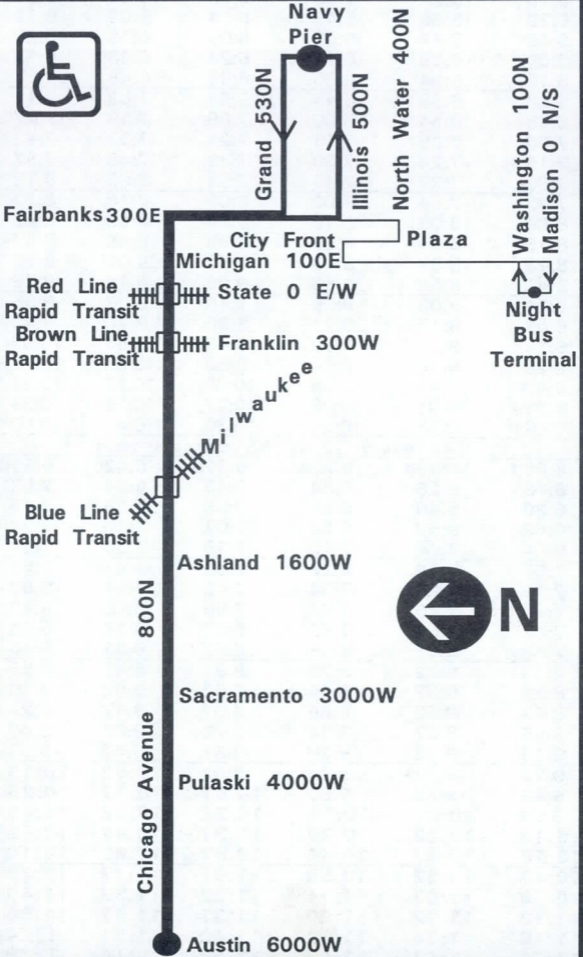 Navy
Pier
Grand 530N
Illinois 500N
North Water 400N
Washington 100N
Madison 0 N/S
Fairbanks 300E
City Front
Plaza
Michigan 100E
Red Line
Rapid Transit
State 0 E/W
Brown Line
Rapid Transit
Franklin 300W
Night
Bus
Terminal
Milwaukee
Blue Line
Rapid Transit
Ashland 1600W
N
Chicago Avenue 800N
Sacramento 3000W
Pulaski 4000W
Austin 6000W